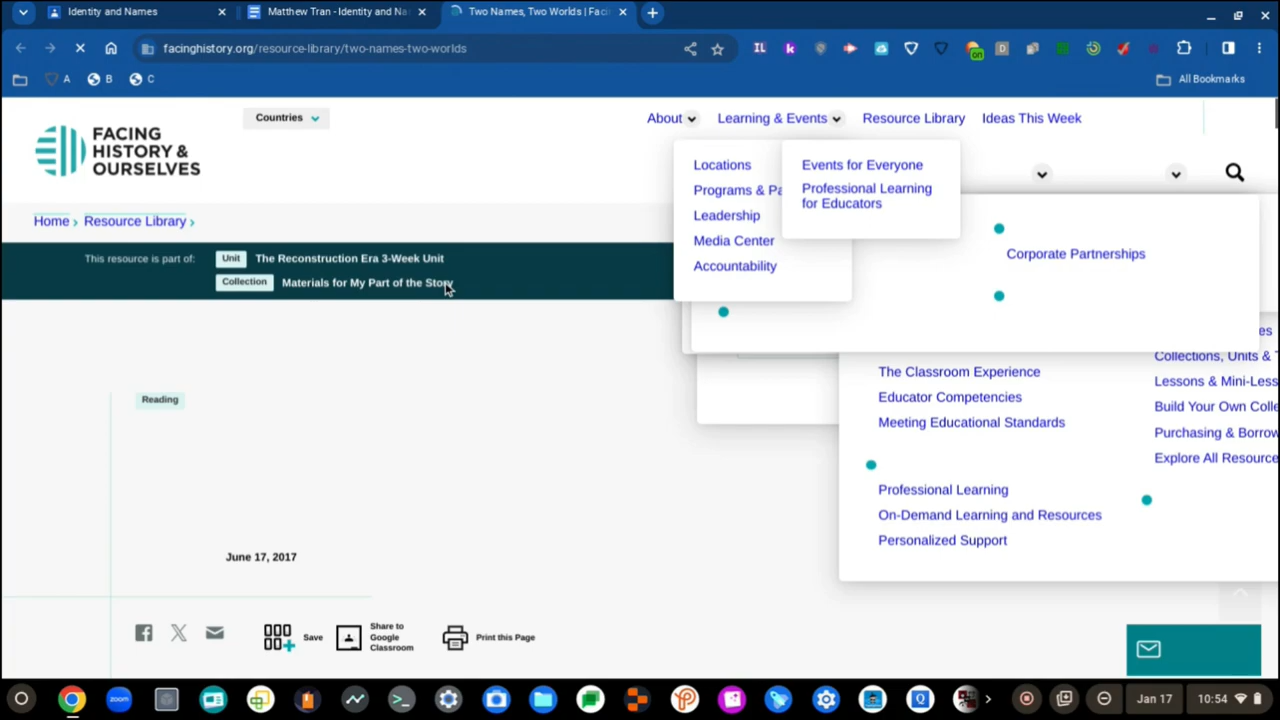 Identity and Names
Matthew Tran - Identity and Na
Two Names, Two Worlds | Faci
facinghistory.org/resource-library/two-names-two-worlds
A
B
C
All Bookmarks
FACING
HISTORY &
OURSELVES
Countries
About
Learning & Events
Resource Library
Ideas This Week
Locations
Programs & Pa
Leadership
Media Center
Accountability
Events for Everyone
Professional Learning
for Educators
Corporate Partnerships
Home › Resource Library ›
This resource is part of:
Unit
The Reconstruction Era 3-Week Unit
Collection
Materials for My Part of the Story
The Classroom Experience
Educator Competencies
Meeting Educational Standards
Professional Learning
On-Demand Learning and Resources
Personalized Support
es
Collections, Units &
Lessons & Mini-Less
Build Your Own Colle
Purchasing & Borrow
Explore All Resource
Reading
June 17, 2017
Save
Share to
Google
Classroom
Print this Page
IL
k
D
on
zoom
Q
Jan 17
10:54